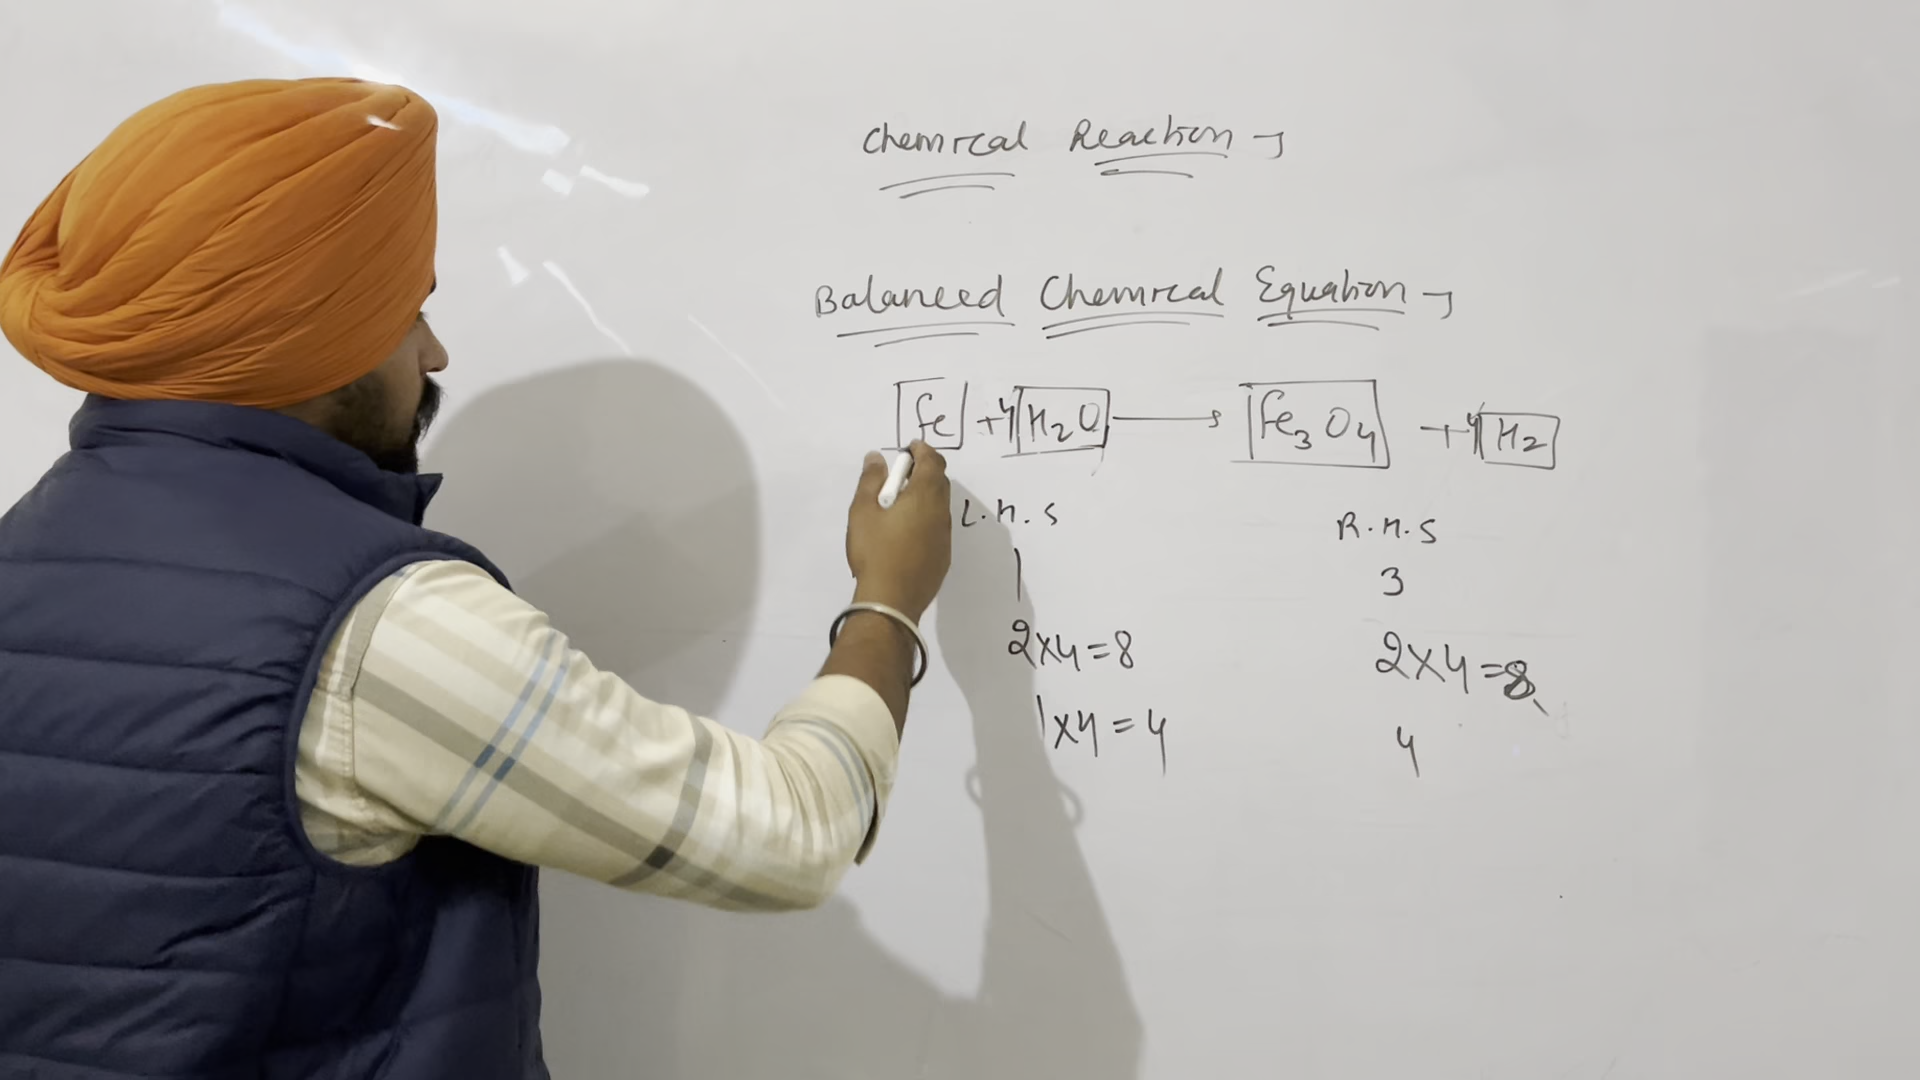 Chemical Reaction →
Balanced Chemical Equation →
Fe + 4 H2O → Fe3O4 + 4 H2
L.H.S R.H.S
1 3
2×4=8 2×4=8
1×4=4 4